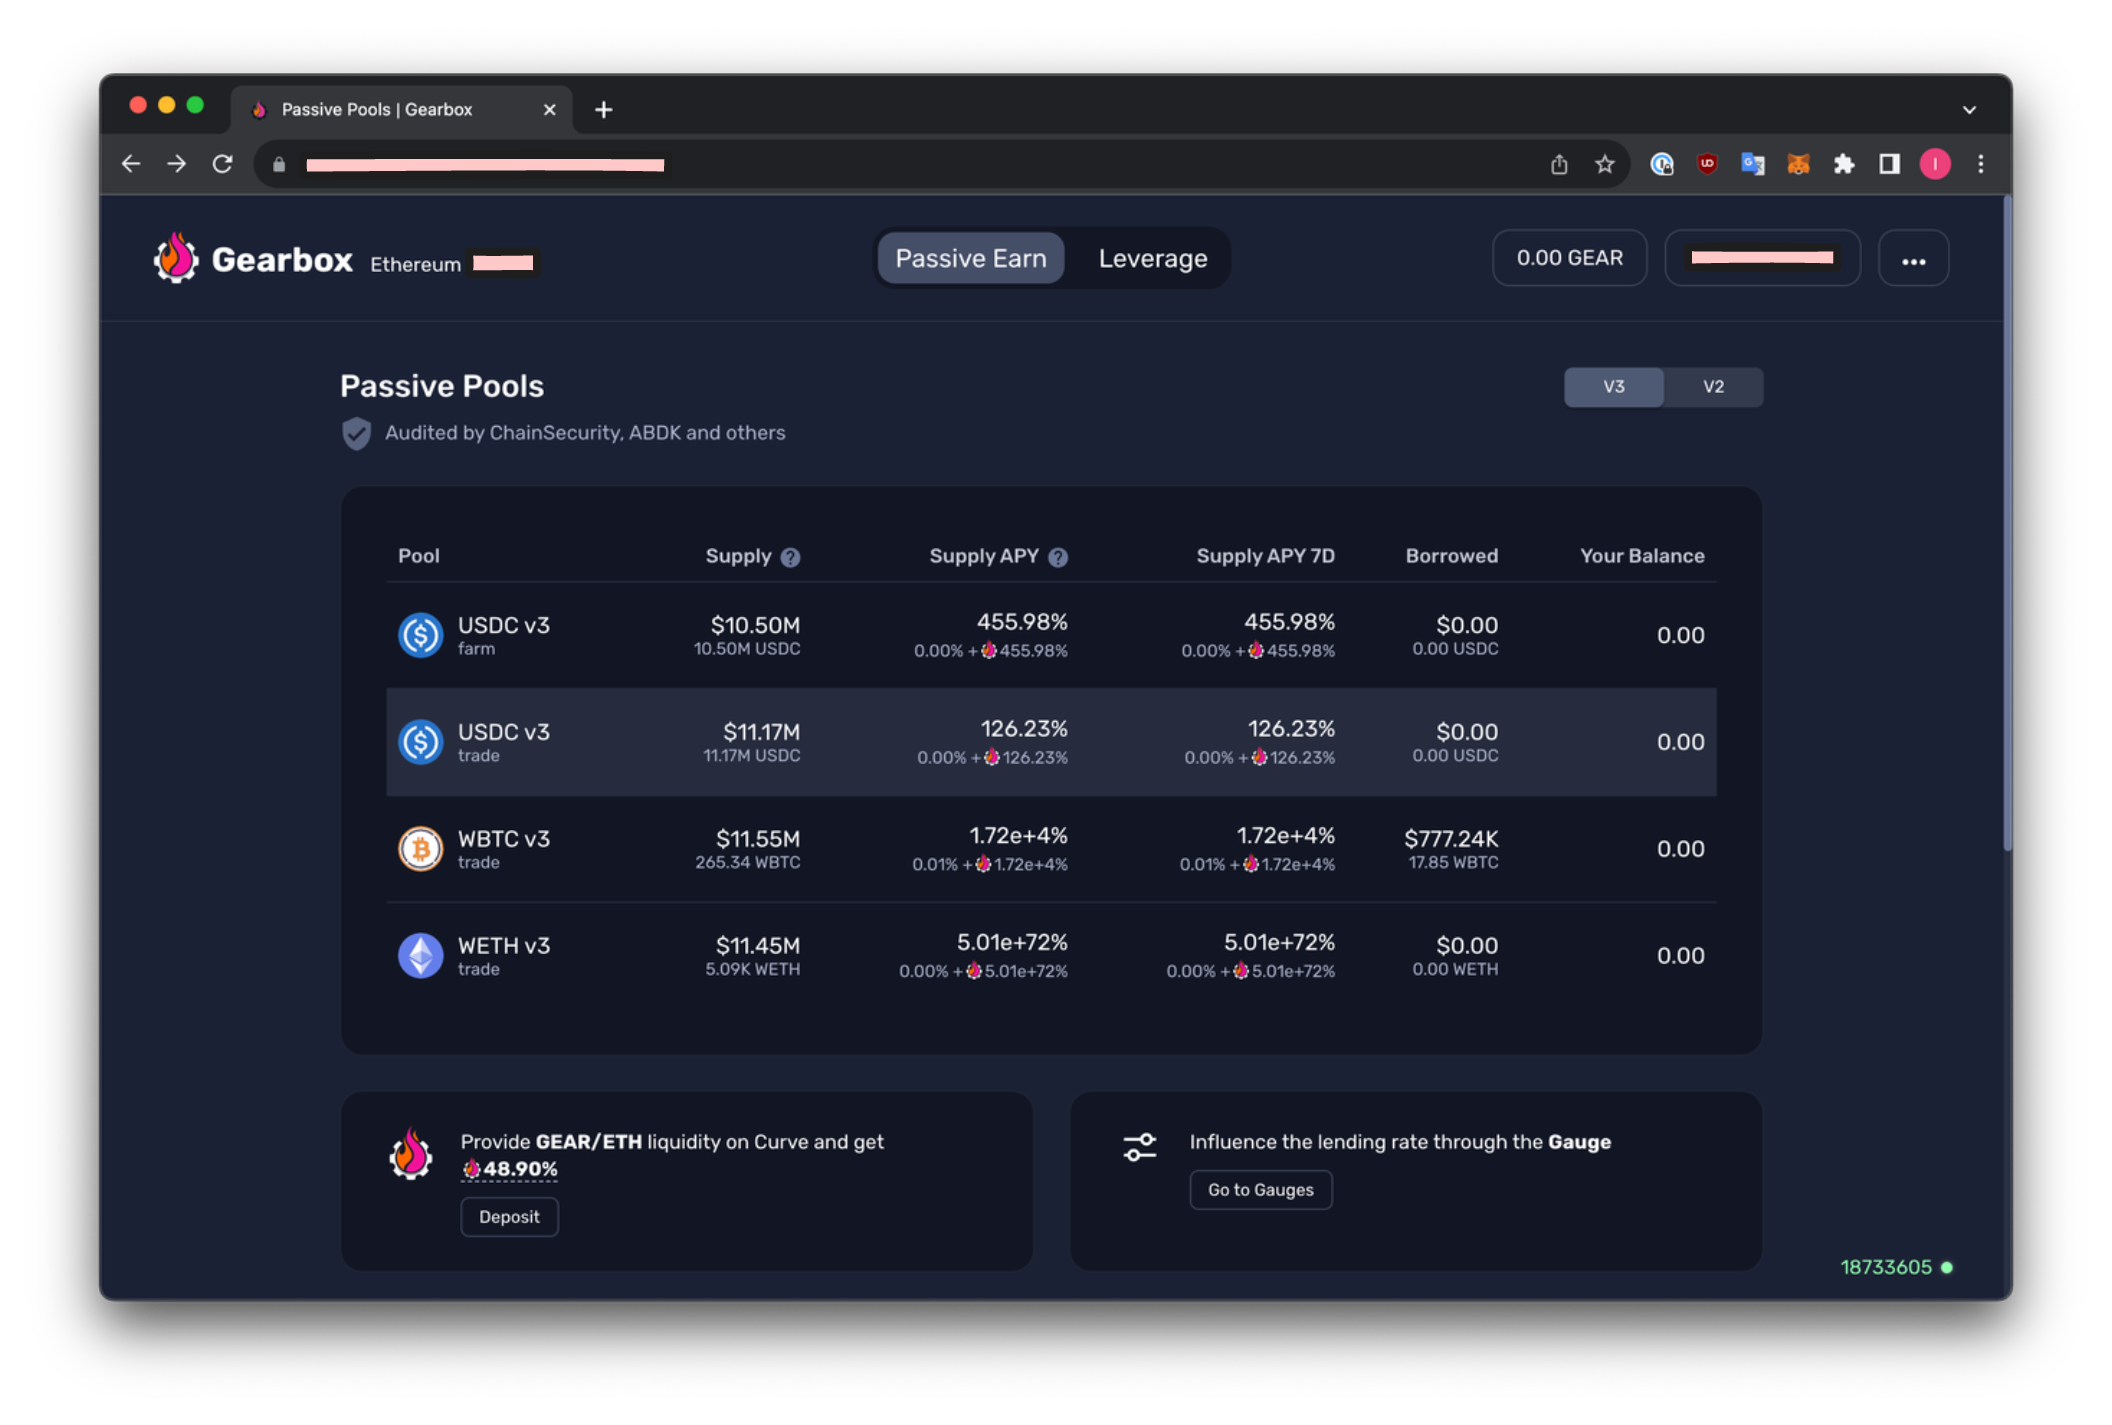 Passive Pools | Gearbox
Gearbox Ethereum
Passive Earn Leverage
0.00 GEAR
Passive Pools
V3 V2
Audited by ChainSecurity, ABDK and others
Pool Supply ? Supply APY ? Supply APY 7D Borrowed Your Balance
USDC v3 $10.50M 455.98% 455.98% $0.00 0.00
farm 10.50M USDC 0.00% + 455.98% 0.00% + 455.98% 0.00 USDC
USDC v3 $11.17M 126.23% 126.23% $0.00 0.00
trade 11.17M USDC 0.00% + 126.23% 0.00% + 126.23% 0.00 USDC
WBTC v3 $11.55M 1.72e+4% 1.72e+4% $777.24K 0.00
trade 265.34 WBTC 0.01% + 1.72e+4% 0.01% + 1.72e+4% 17.85 WBTC
WETH v3 $11.45M 5.01e+72% 5.01e+72% $0.00 0.00
trade 5.09K WETH 0.00% + 5.01e+72% 0.00% + 5.01e+72% 0.00 WETH
Provide GEAR/ETH liquidity on Curve and get
48.90%
Deposit
Influence the lending rate through the Gauge
Go to Gauges
18733605